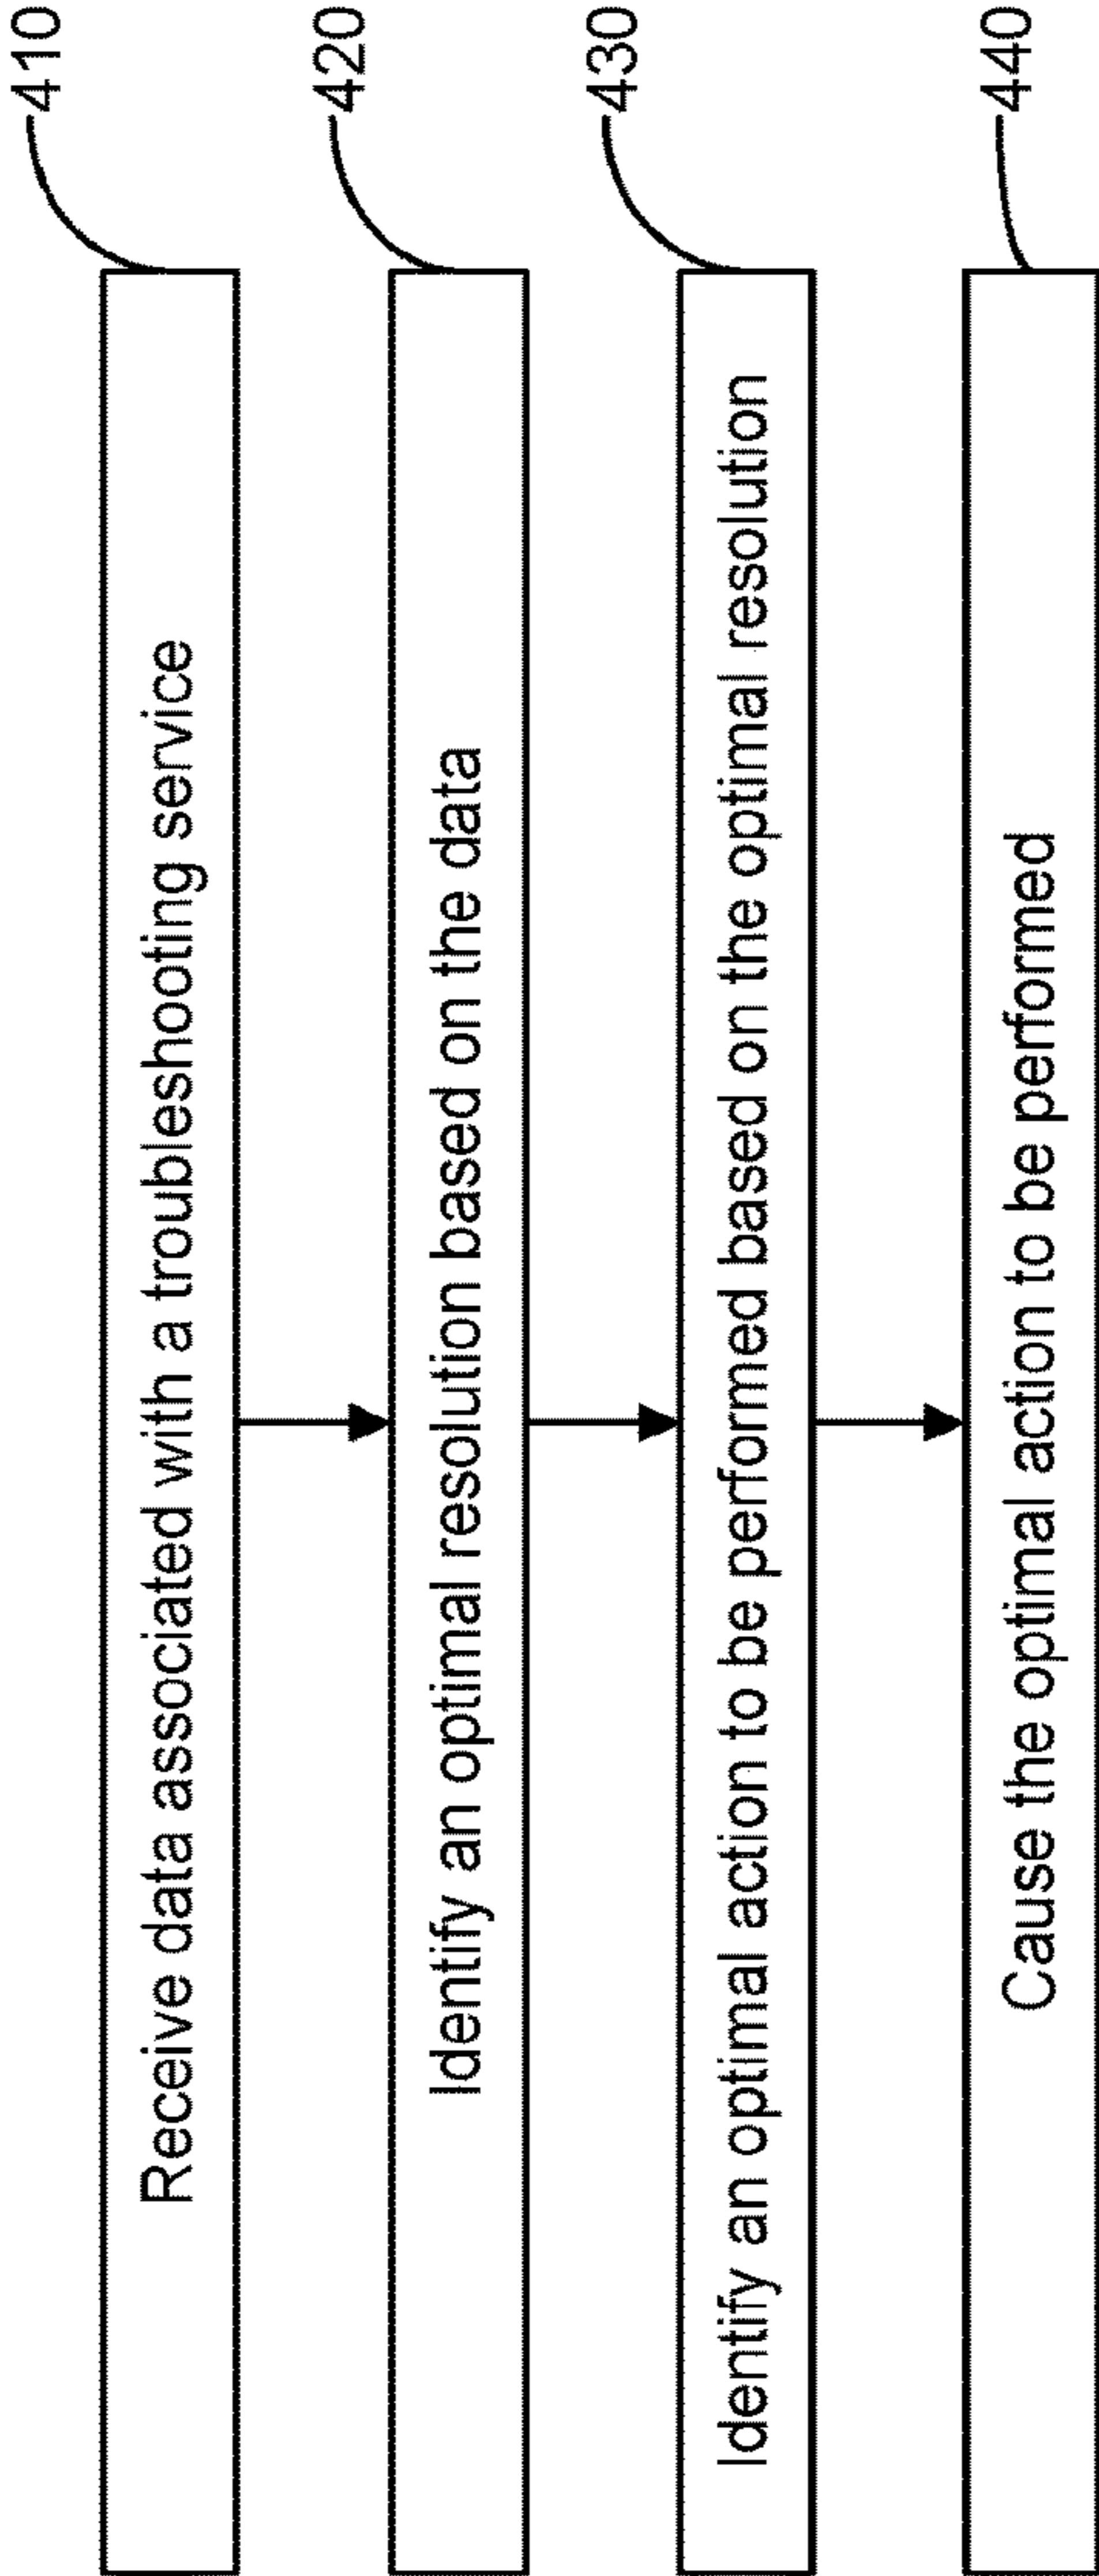 410
Receive data associated with a troubleshooting service
420
Identify an optimal resolution based on the data
430
Identify an optimal action to be performed based on the optimal resolution
440
Cause the optimal action to be performed